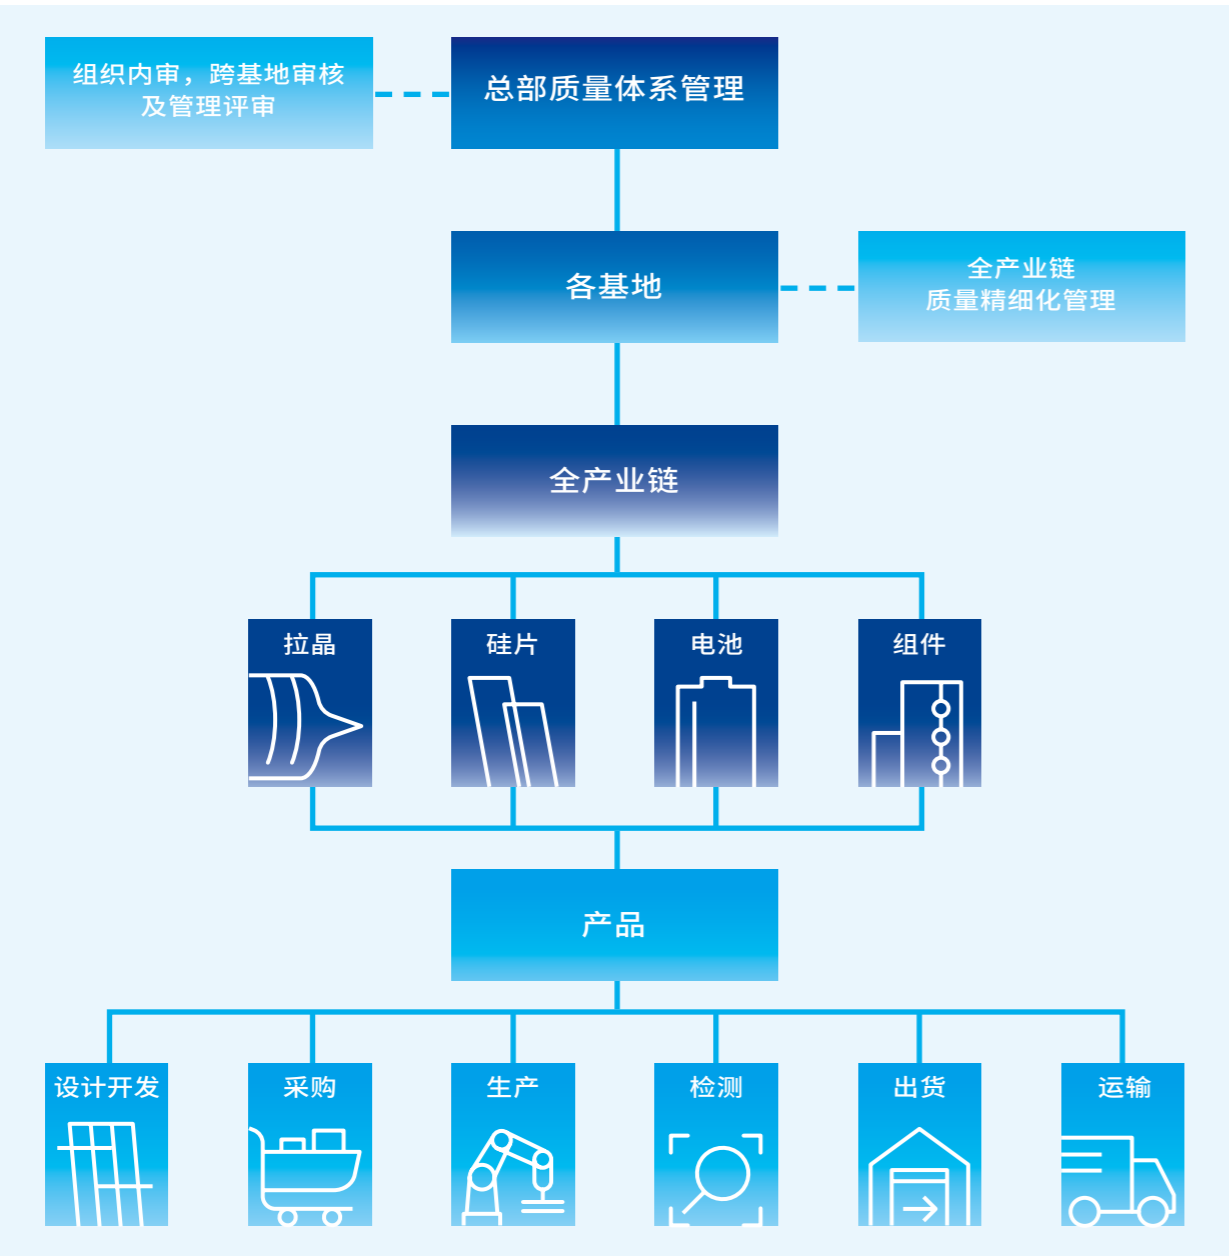 组织内审，跨基地审核
及管理评审
总部质量体系管理
各基地
全产业链
质量精细化管理
全产业链
拉晶
硅片
电池
组件
产品
设计开发
采购
生产
检测
出货
运输